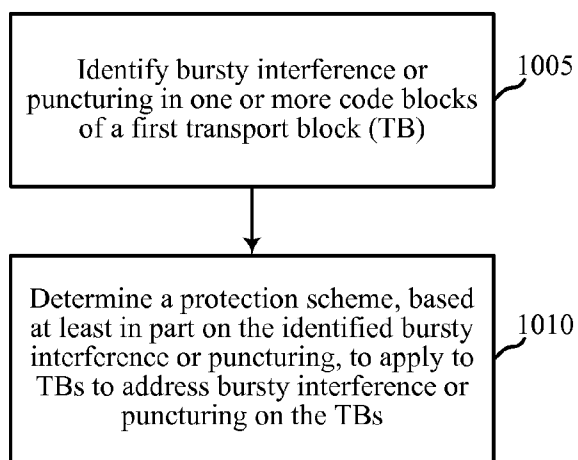 Identify bursty interference or
puncturing in one or more code blocks
of a first transport block (TB)
1005
Determine a protection scheme, based
at least in part on the identified bursty
interference or puncturing, to apply to
TBs to address bursty interference or
puncturing on the TBs
1010